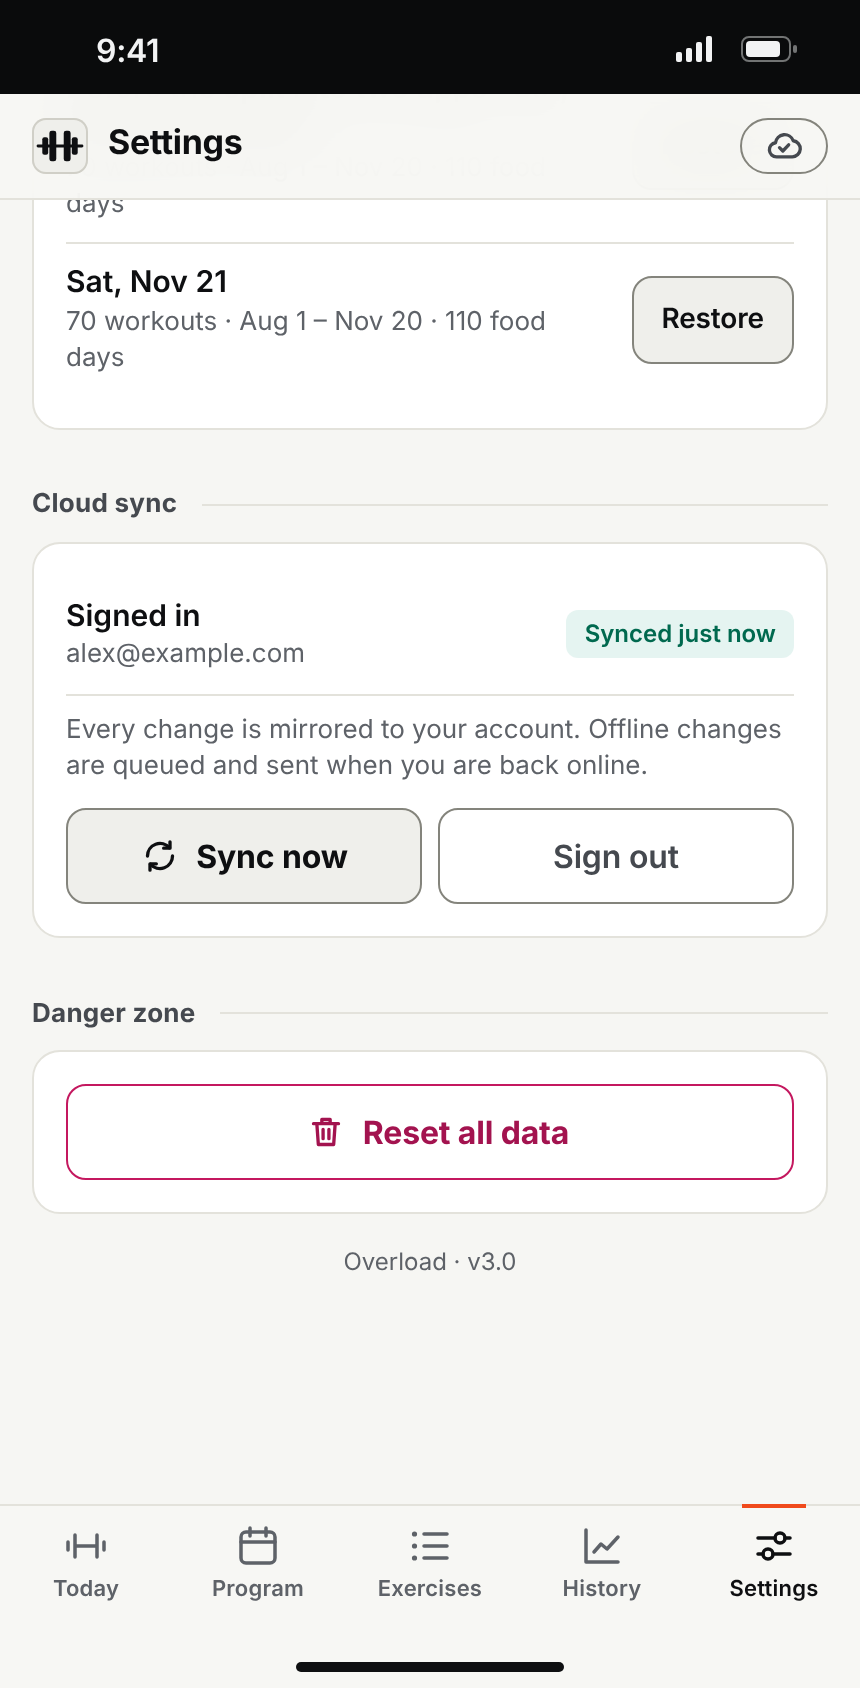 9:41
Settings
days
Sat, Nov 21
70 workouts · Aug 1 – Nov 20 · 110 food
days
Restore
Cloud sync
Signed in
alex@example.com
Synced just now
Every change is mirrored to your account. Offline changes
are queued and sent when you are back online.
Sync now
Sign out
Danger zone
Reset all data
Overload · v3.0
Today
Program
Exercises
History
Settings